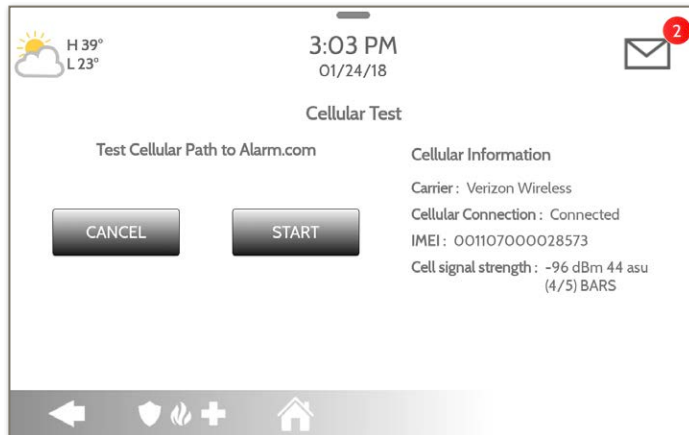 2
H 39°
L 23°
3:03 PM
01/24/18
Cellular Test
Test Cellular Path to Alarm.com
CANCEL
START
Cellular Information
Carrier : Verizon Wireless
Cellular Connection : Connected
IMEI : 001107000028573
Cell signal strength : -96 dBm 44 asu
(4/5) BARS